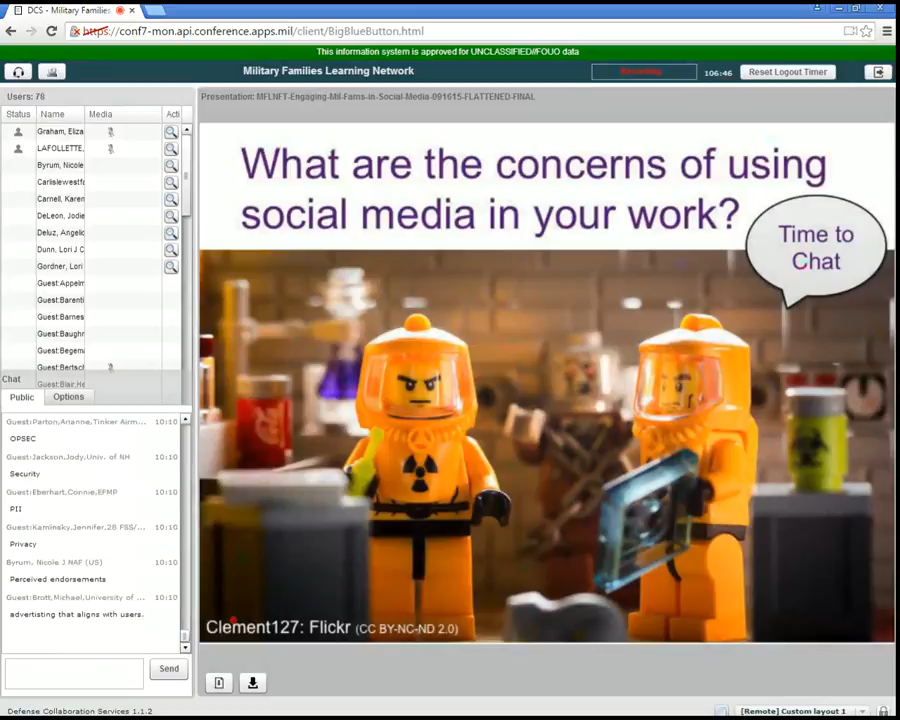 DCS - Military Families
https://conf7-mon.api.conference.apps.mil/client/BigBlueButton.html
This information system is approved for UNCLASSIFIED//FOUO data
Military Families Learning Network
Recording
106:46
Reset Logout Timer
Users: 78
Presentation: MFLNFT-Engaging-Mil-Fams-in-Social-Media-091615-FLATTENED-FINAL
Status Name Media Acti
Graham, Eliza
LAFOLLETTE,
Byrum, Nicole
Carlislewestfa
Carnell, Karen
DeLeon, Jodie
Deluz, Angelic
Dunn, Lori J C
Gordner, Lori
Guest:Appelm
Guest:Barenti
Guest:Barnes
Guest:Baughr
Guest:Begema
Guest:Bertsch
Guest:Blair,He
Chat
Public Options
Guest:Parton,Arianne,Tinker Airm... 10:10
OPSEC
Guest:Jackson,Jody,Univ. of NH 10:10
Security
Guest:Eberhart,Connie,EFMP 10:10
PII
Guest:Kaminsky,Jennifer,28 FSS/... 10:10
Privacy
Byrum, Nicole J NAF (US) 10:10
Perceived endorsements
Guest:Brott,Michael,University of ... 10:10
advertisting that aligns with users.
Send
What are the concerns of using
social media in your work?
Time to
Chat
Clement127: Flickr (CC BY-NC-ND 2.0)
Defense Collaboration Services 1.1.2
[Remote] Custom layout 1